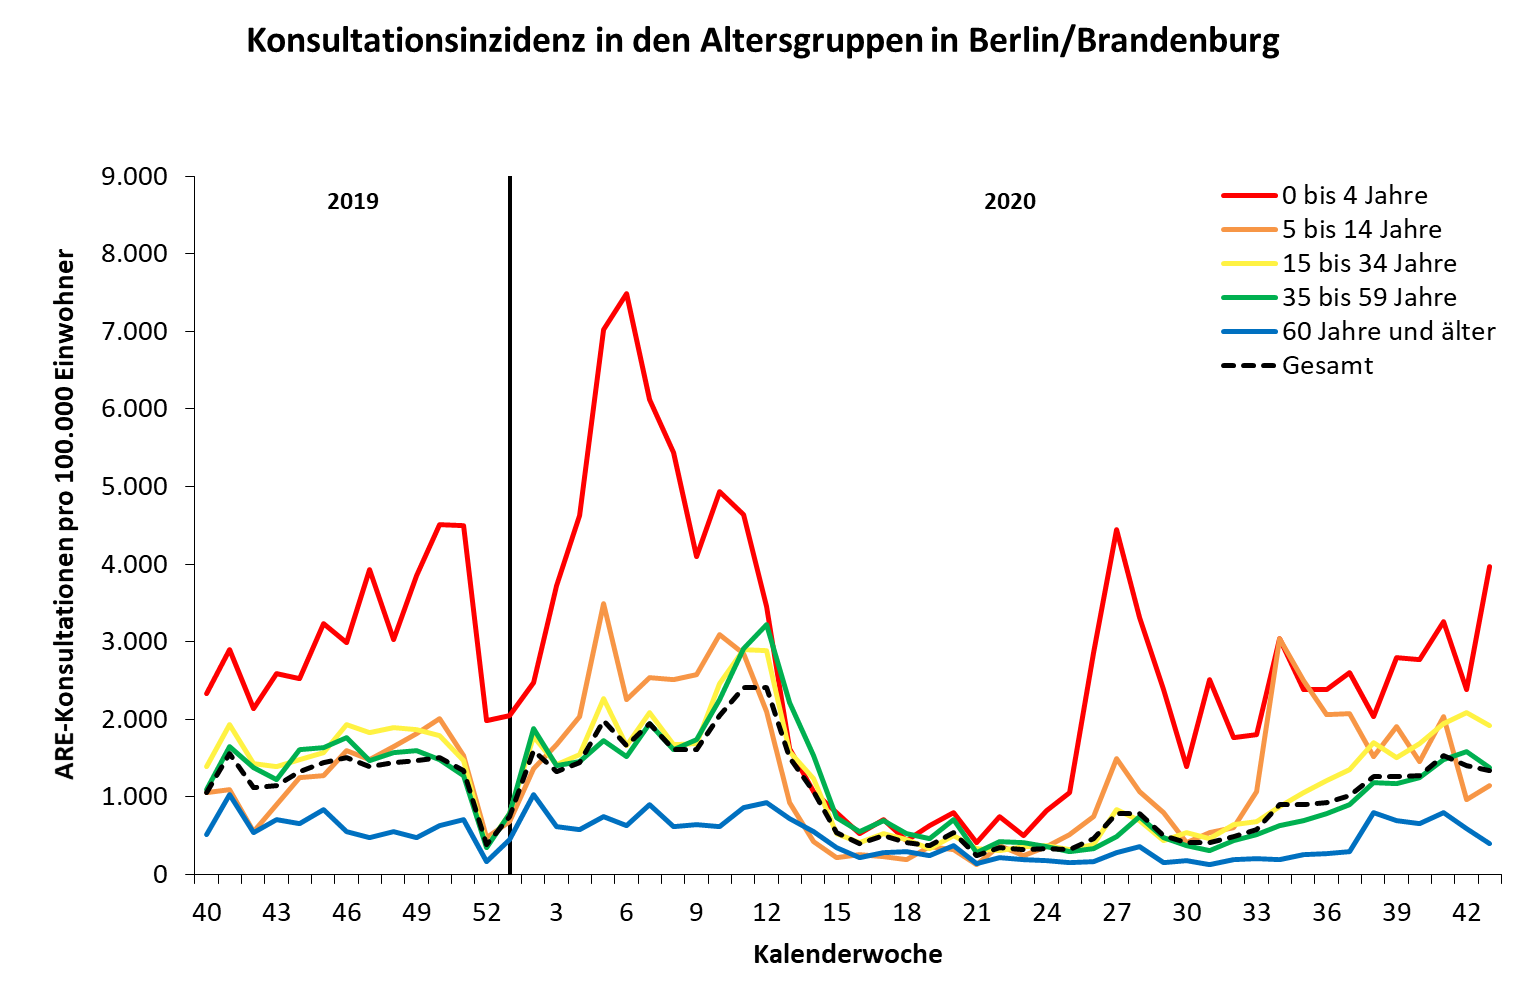 Konsultationsinzidenz in den Altersgruppen in Berlin/Brandenburg
ARE-Konsultationen pro 100.000 Einwohner
9.000
8.000
7.000
6.000
5.000
4.000
3.000
2.000
1.000
0
2019
2020
0 bis 4 Jahre
5 bis 14 Jahre
15 bis 34 Jahre
35 bis 59 Jahre
60 Jahre und älter
Gesamt
40 43 46 49 52 3 6 9 12 15 18 21 24 27 30 33 36 39 42
Kalenderwoche